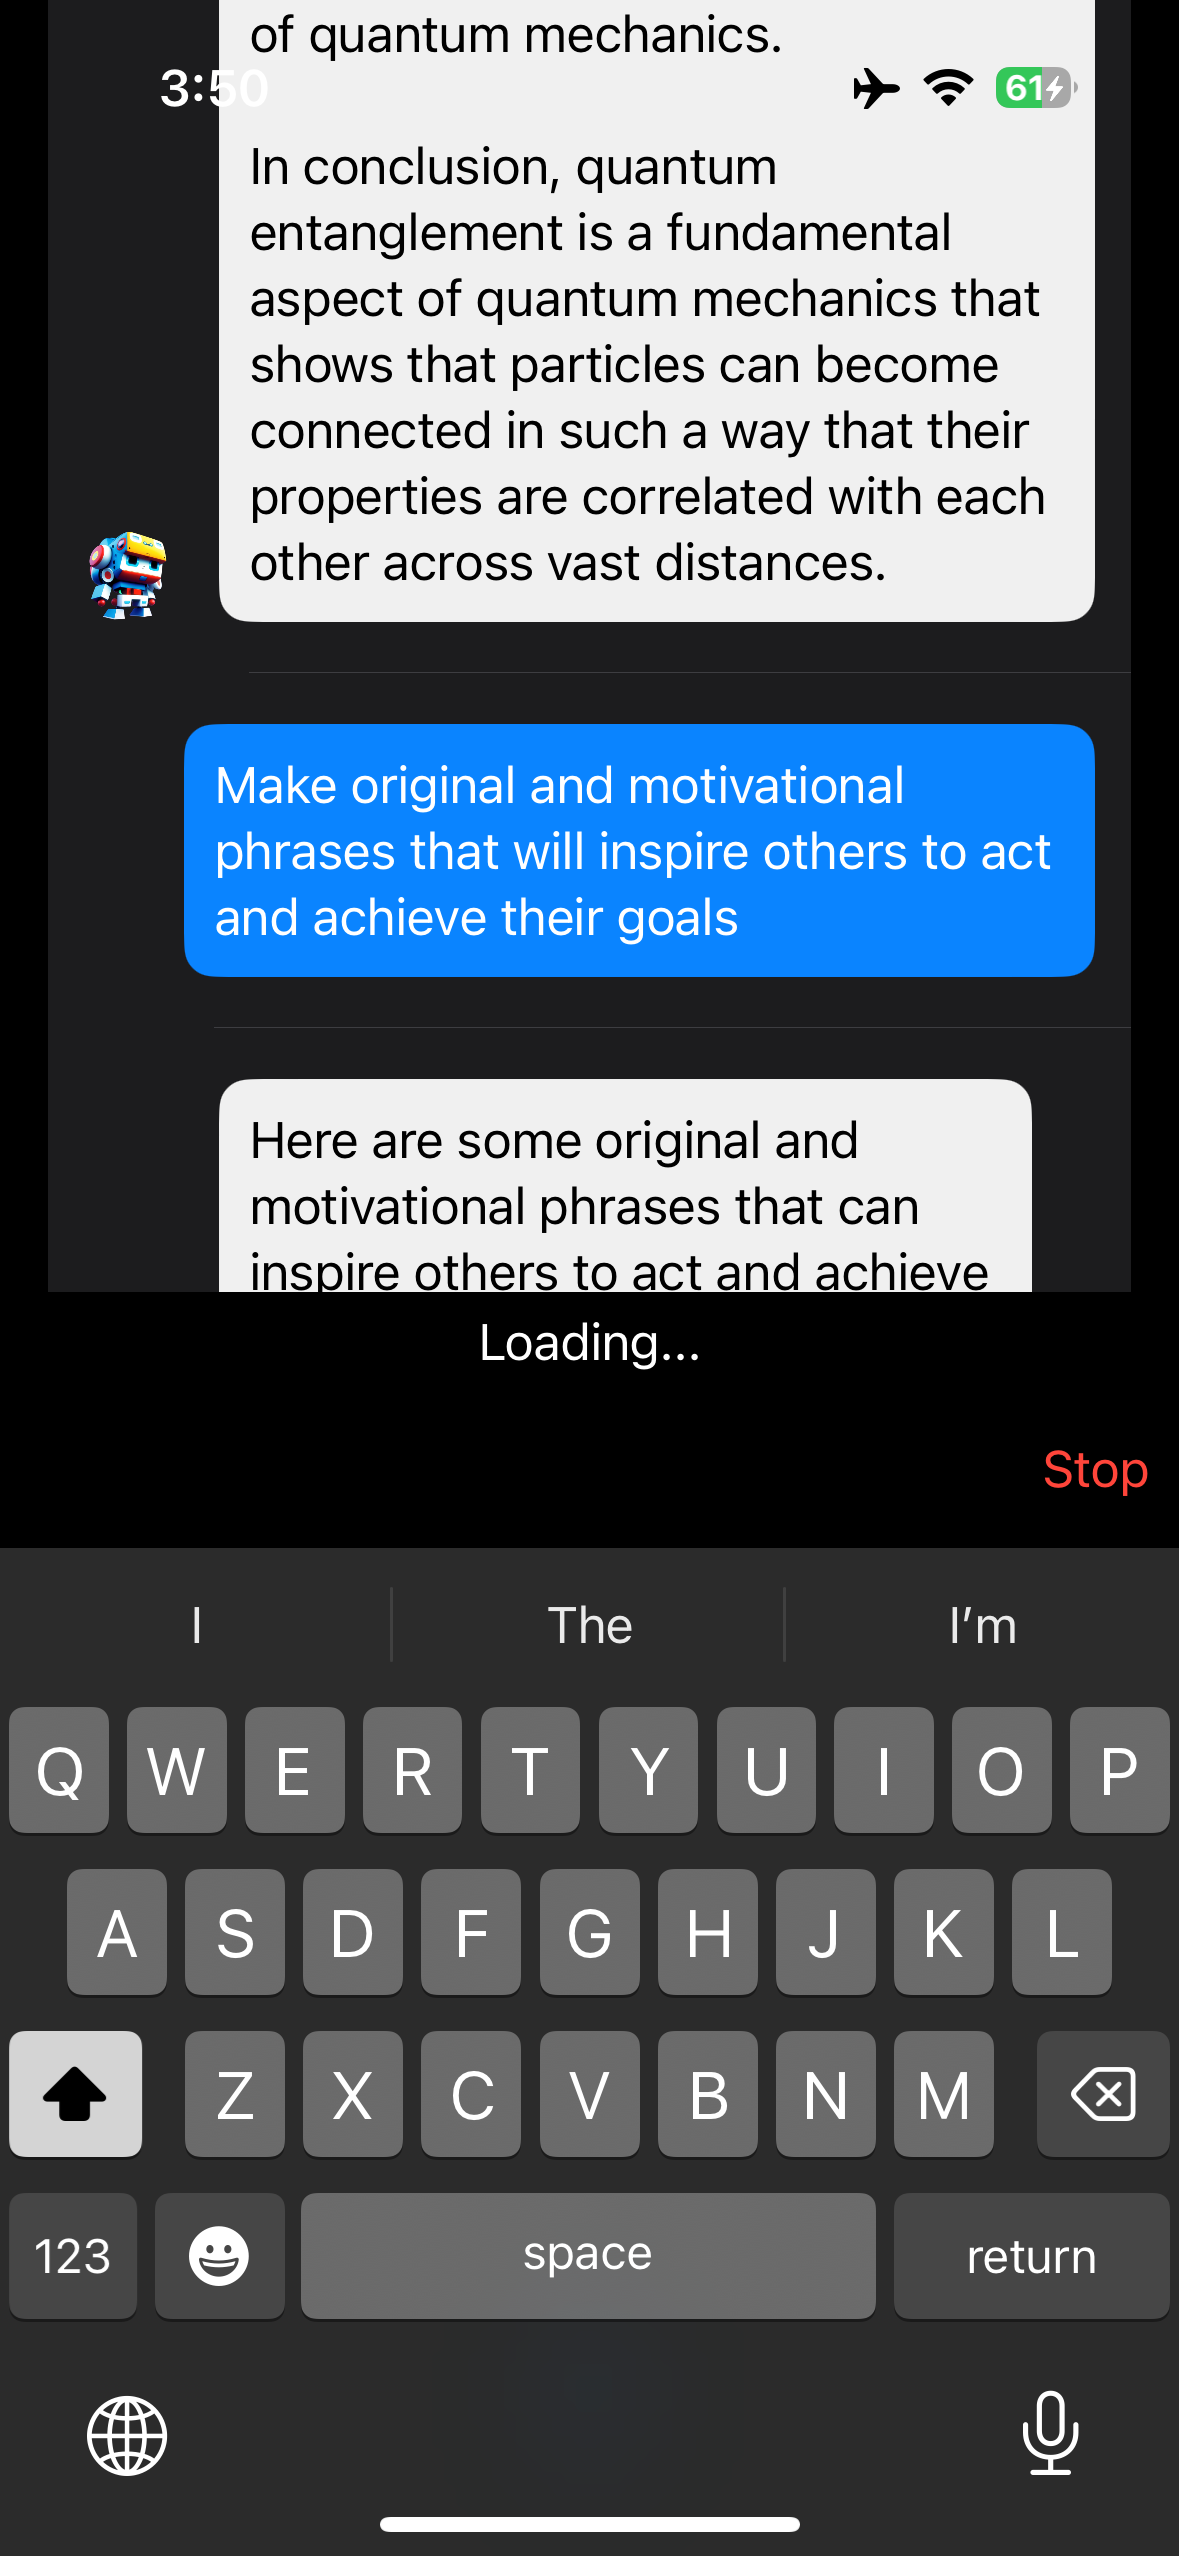 of quantum mechanics.
3:50
61
In conclusion, quantum
entanglement is a fundamental
aspect of quantum mechanics that
shows that particles can become
connected in such a way that their
properties are correlated with each
other across vast distances.
Make original and motivational
phrases that will inspire others to act
and achieve their goals
Here are some original and
motivational phrases that can
inspire others to act and achieve
Loading...
Stop
I The I'm
Q W E R T Y U I O P
A S D F G H J K L
Z X C V B N M
123 space return